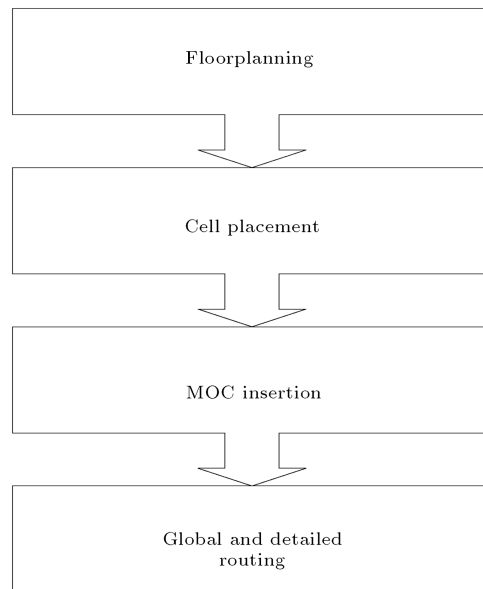 Floorplanning
Cell placement
MOC insertion
Global and detailed
routing